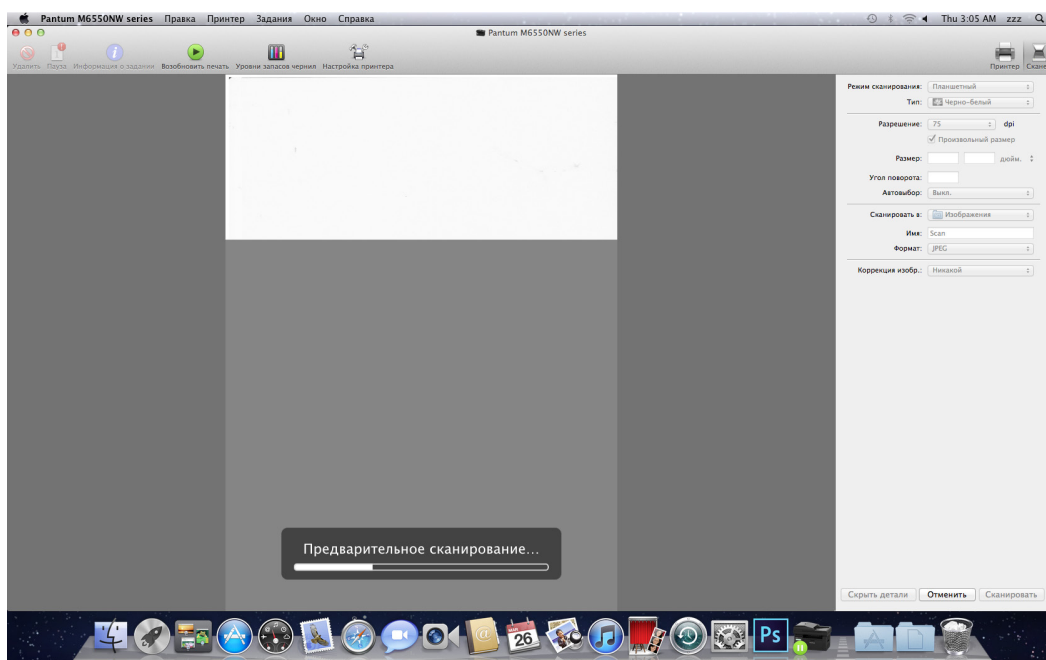 Pantum M6550NW series Правка Принтер Задания Окно Справка Thu 3:05 AM zzz
Pantum M6550NW series
Удалить Пауза Информация о задании Возобновить печать Уровни запасов чернил Настройка принтера Принтер Скане
Режим сканирования: Планшетный
Тип: Черно-белый
Разрешение: 75 dpi
Произвольный размер
Размер: дюйм.
Угол поворота:
Автовыбор: Выкл.
Сканировать в: Изображения
Имя: Scan
Формат: JPEG
Коррекция изобр.: Никакой
Предварительное сканирование...
Скрыть детали Отменить Сканировать
26
Ps